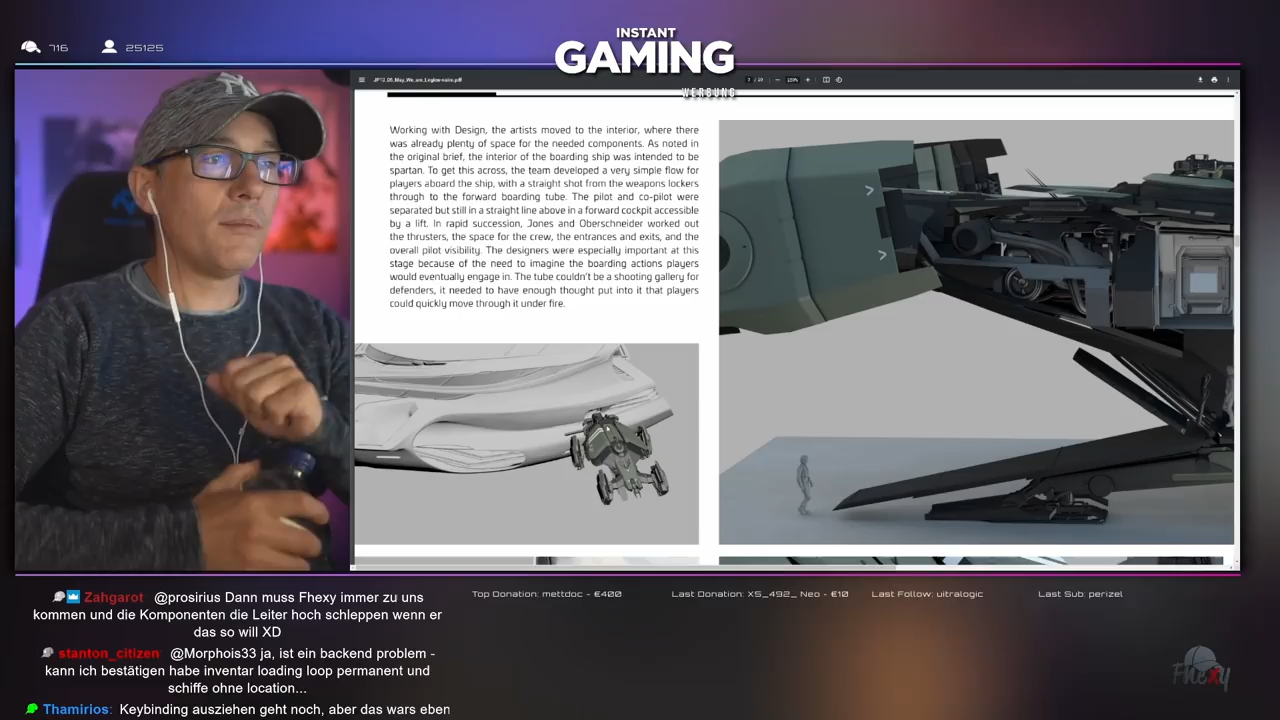 716
25125
INSTANT
GAMING
WERBUNG
Working with Design, the artists moved to the interior, where there
was already plenty of space for the needed components. As noted in
the original brief, the interior of the boarding ship was intended to be
spartan. To get this across, the team developed a very simple flow for
players aboard the ship, with a straight shot from the weapons lockers
through to the forward boarding tube. The pilot and co-pilot were
separated but still in a straight line above in a forward cockpit accessible
by a lift. In rapid succession, Jones and Oberschneider worked out
the thrusters, the space for the crew, the entrances and exits, and the
overall pilot visibility. The designers were especially important at this
stage because of the need to imagine the boarding actions players
would eventually engage in. The tube couldn't be a shooting gallery for
defenders, it needed to have enough thought put into it that players
could quickly move through it under fire.
Zahgarot @prosirius Dann muss Fhexy immer zu uns
kommen und die Komponenten die Leiter hoch schleppen wenn er
das so will XD
stanton_citizen: @Morphois33 ja, ist ein backend problem -
kann ich bestätigen habe inventar loading loop permanent und
schiffe ohne location...
Thamirios: Keybinding ausziehen geht noch, aber das wars eben
Top Donation: mettdoc - €400
Last Donation: XS_492_ Neo - €10
Last Follow: uitralogic
Last Sub: perizel
Fhexy